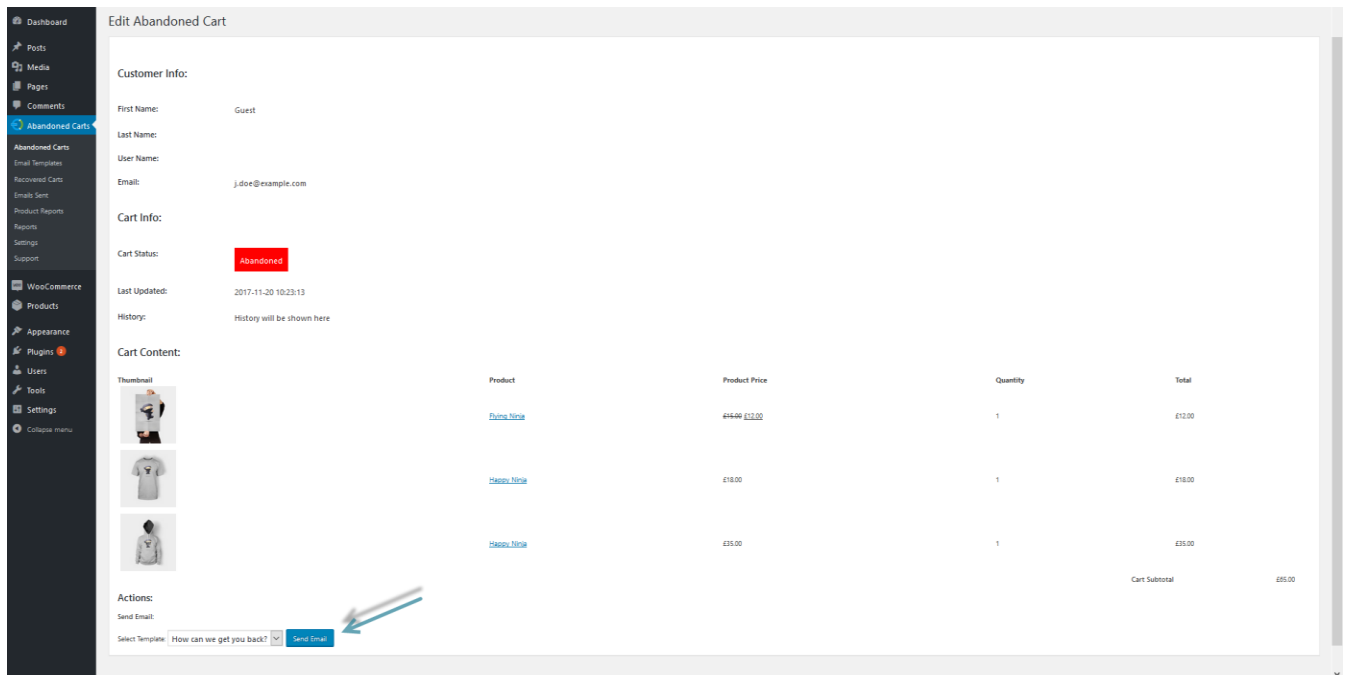 Dashboard
Posts
Media
Pages
Comments
Abandoned Carts
Abandoned Carts
Email Templates
Recovered Carts
Emails Sent
Product Reports
Reports
Settings
Support
WooCommerce
Products
Appearance
Plugins 2
Users
Tools
Settings
Collapse menu
Edit Abandoned Cart
Customer Info:
First Name: Guest
Last Name:
User Name:
Email: j.doe@example.com
Cart Info:
Cart Status: Abandoned
Last Updated: 2017-11-20 10:23:13
History: History will be shown here
Cart Content:
Thumbnail Product Product Price Quantity Total
Flying Ninja £15.00 £12.00 1 £12.00
Happy Ninja £18.00 1 £18.00
Happy Ninja £35.00 1 £35.00
Cart Subtotal £65.00
Actions:
Send Email:
Select Template: How can we get you back? Send Email